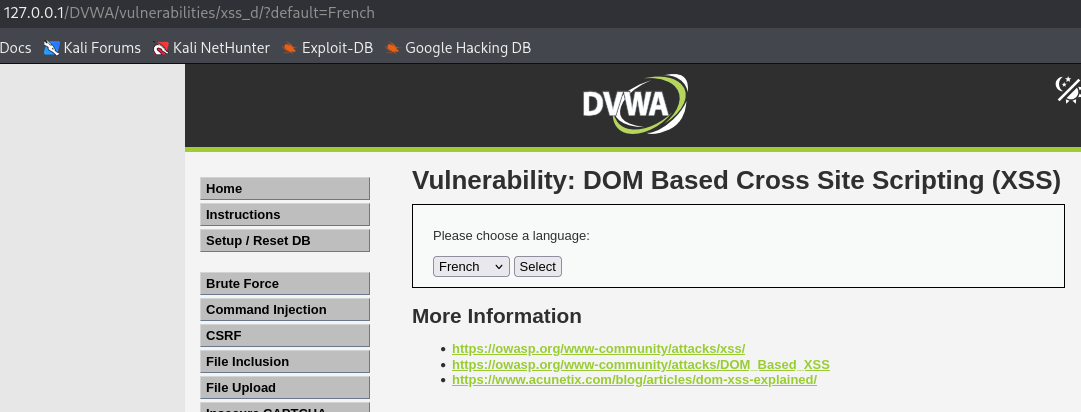 127.0.0.1/DVWA/vulnerabilities/xss_d/?default=French
Docs Kali Forums Kali NetHunter Exploit-DB Google Hacking DB
DVWA
Home
Instructions
Setup / Reset DB
Brute Force
Command Injection
CSRF
File Inclusion
File Upload
Insecure CAPTCHA
Vulnerability: DOM Based Cross Site Scripting (XSS)
Please choose a language:
French Select
More Information
https://owasp.org/www-community/attacks/xss/
https://owasp.org/www-community/attacks/DOM_Based_XSS
https://www.acunetix.com/blog/articles/dom-xss-explained/